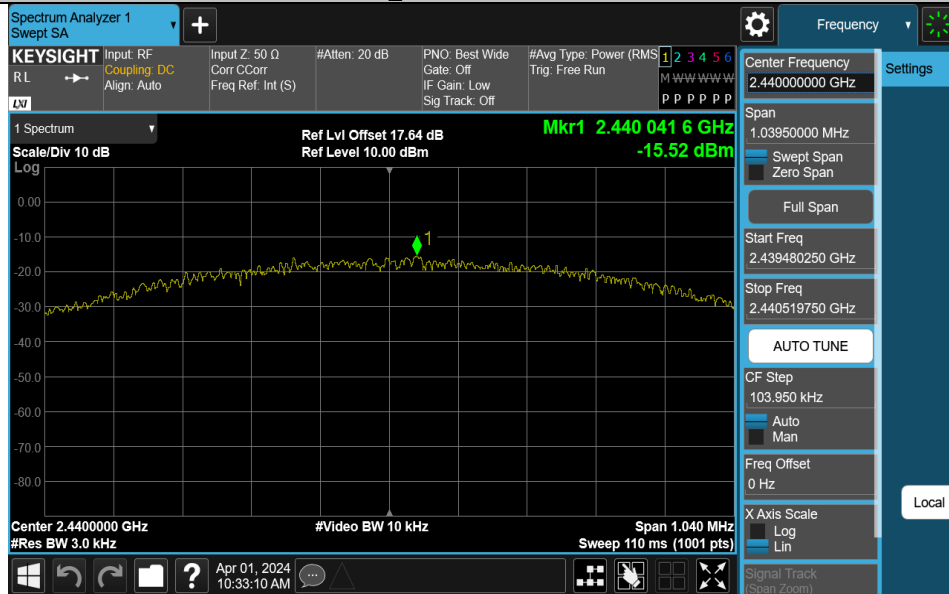 Spectrum Analyzer 1
Swept SA
Frequency
KEYSIGHT
RL
LXI
Input: RF
Coupling: DC
Align: Auto
Input Z: 50 Ω
Corr CCorr
Freq Ref: Int (S)
#Atten: 20 dB
PNO: Best Wide
Gate: Off
IF Gain: Low
Sig Track: Off
#Avg Type: Power (RMS
Trig: Free Run
1 2 3 4 5 6
M W W W W W
P P P P P P
1 Spectrum
Scale/Div 10 dB
Log
Ref Lvl Offset 17.64 dB
Ref Level 10.00 dBm
Mkr1 2.440 041 6 GHz
-15.52 dBm
1
0.00
-10.0
-20.0
-30.0
-40.0
-50.0
-60.0
-70.0
-80.0
Center 2.4400000 GHz
#Res BW 3.0 kHz
#Video BW 10 kHz
Span 1.040 MHz
Sweep 110 ms (1001 pts)
Apr 01, 2024
10:33:10 AM
?
Center Frequency
2.440000000 GHz
Span
1.03950000 MHz
Swept Span
Zero Span
Full Span
Start Freq
2.439480250 GHz
Stop Freq
2.440519750 GHz
AUTO TUNE
CF Step
103.950 kHz
Auto
Man
Freq Offset
0 Hz
X Axis Scale
Log
Lin
Signal Track
(Span Zoom)
Settings
Local